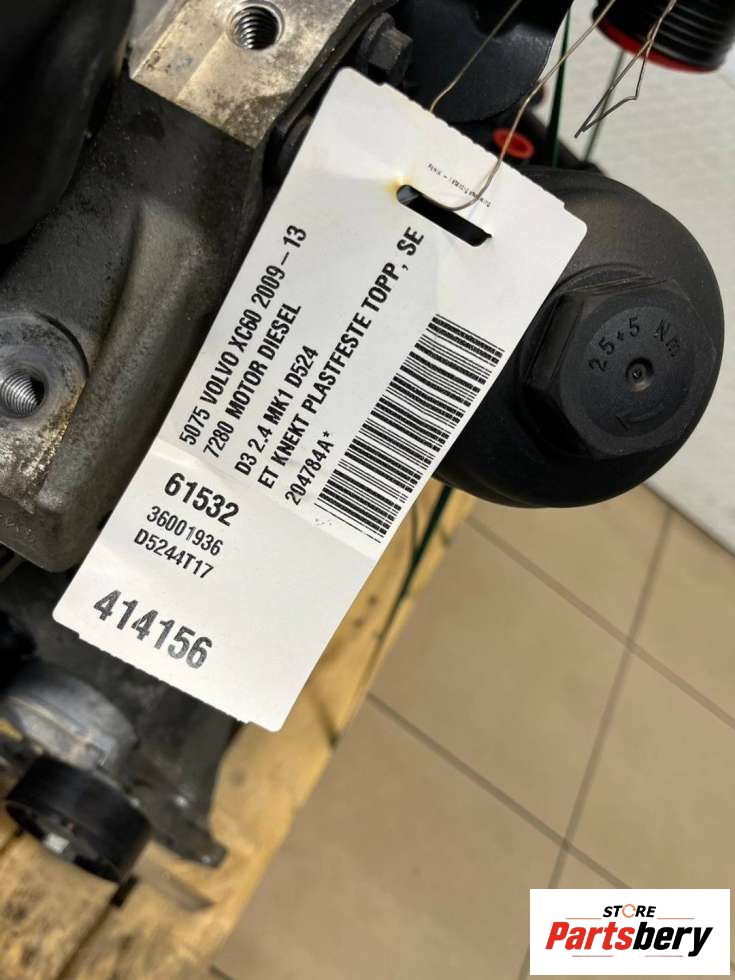 5075 VOLVO XC60 2009-13
7280 MOTOR DIESEL
D3 2.4 MK1 D524
ET KNEKT PLASTFESTE TOPP, SE
204784A*
61532
36001936
D5244T17
414156
25+5 NM
STORE
Partsbery